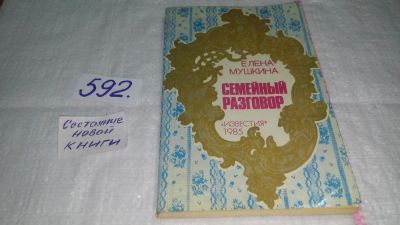 592.
Состояние
новой
книги
ЕЛЕНА
МУШКИНА
СЕМЕЙНЫЙ
РАЗГОВОР
«ИЗВЕСТИЯ»
1985